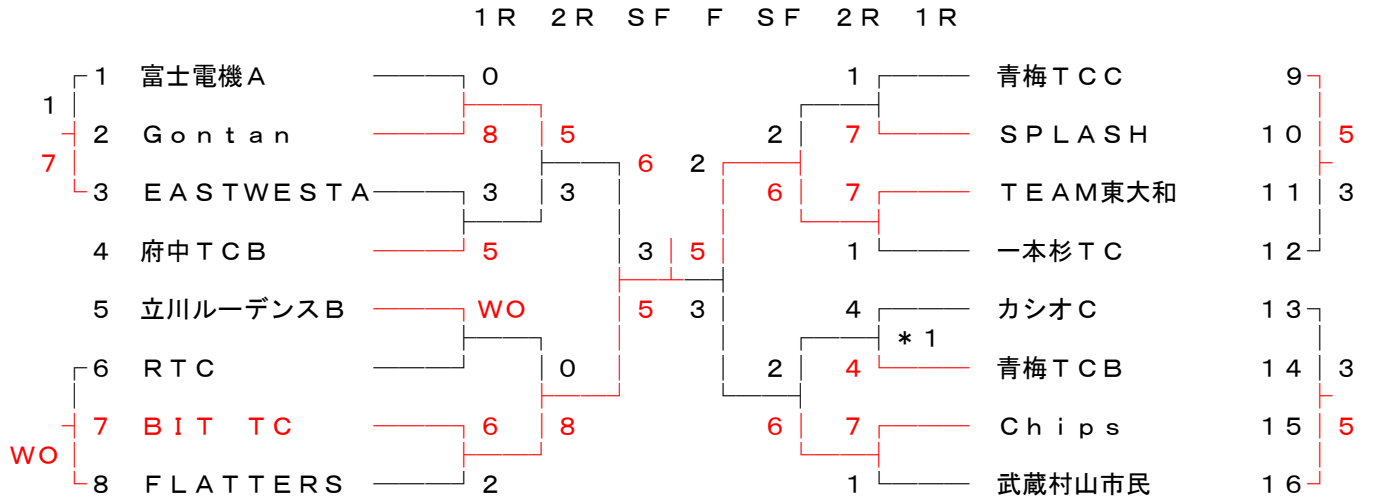 １Ｒ ２Ｒ ＳＦ Ｆ ＳＦ ２Ｒ １Ｒ
１ 富士電機Ａ ０ １ 青梅ＴＣＣ ９
１
２ Ｇｏｎｔａｎ ８ ５ ２ ７ ＳＰＬＡＳＨ １０ ５
７ ６ ２
３ ＥＡＳＴＷＥＳＴＡ ３ ３ ６ ７ ＴＥＡＭ東大和 １１ ３
４ 府中ＴＣＢ ５ ３ ５ １ 一本杉ＴＣ １２
５ 立川ルーデンスＢ ＷＯ ５ ３ ４ カシオＣ １３
＊１
６ ＲＴＣ ０ ２ ４ 青梅ＴＣＢ １４ ３
７ ＢＩＴ　ＴＣ ６ ８ ６ ７ Ｃｈｉｐｓ １５ ５
ＷＯ
８ ＦＬＡＴＴＥＲＳ ２ １ 武蔵村山市民 １６